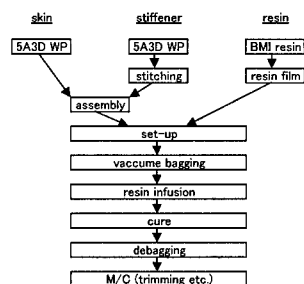 skin stiffener resin
5A3D WP 5A3D WP BMI resin
stitching resin film
assembly
set-up
vaccume bagging
resin infusion
cure
debagging
M/C (trimming etc.)